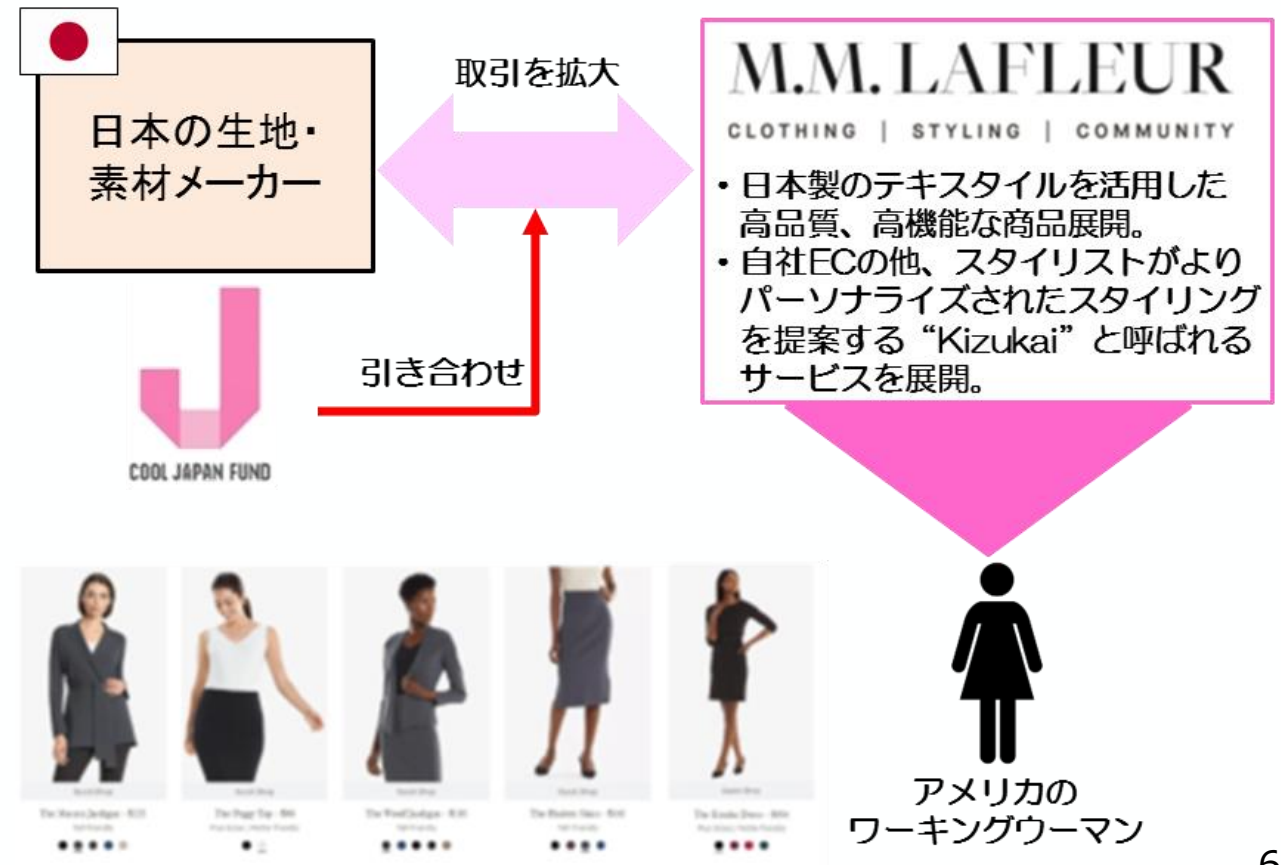 日本の生地・
素材メーカー
取引を拡大
引き合わせ
COOL JAPAN FUND
M.M.LAFLEUR
CLOTHING | STYLING | COMMUNITY
・日本製のテキスタイルを活用した
高品質、高機能な商品展開。
・自社ECの他、スタイリストがより
パーソナライズされたスタイリング
を提案する“Kizukai”と呼ばれる
サービスを展開。
アメリカの
ワーキングウーマン
6